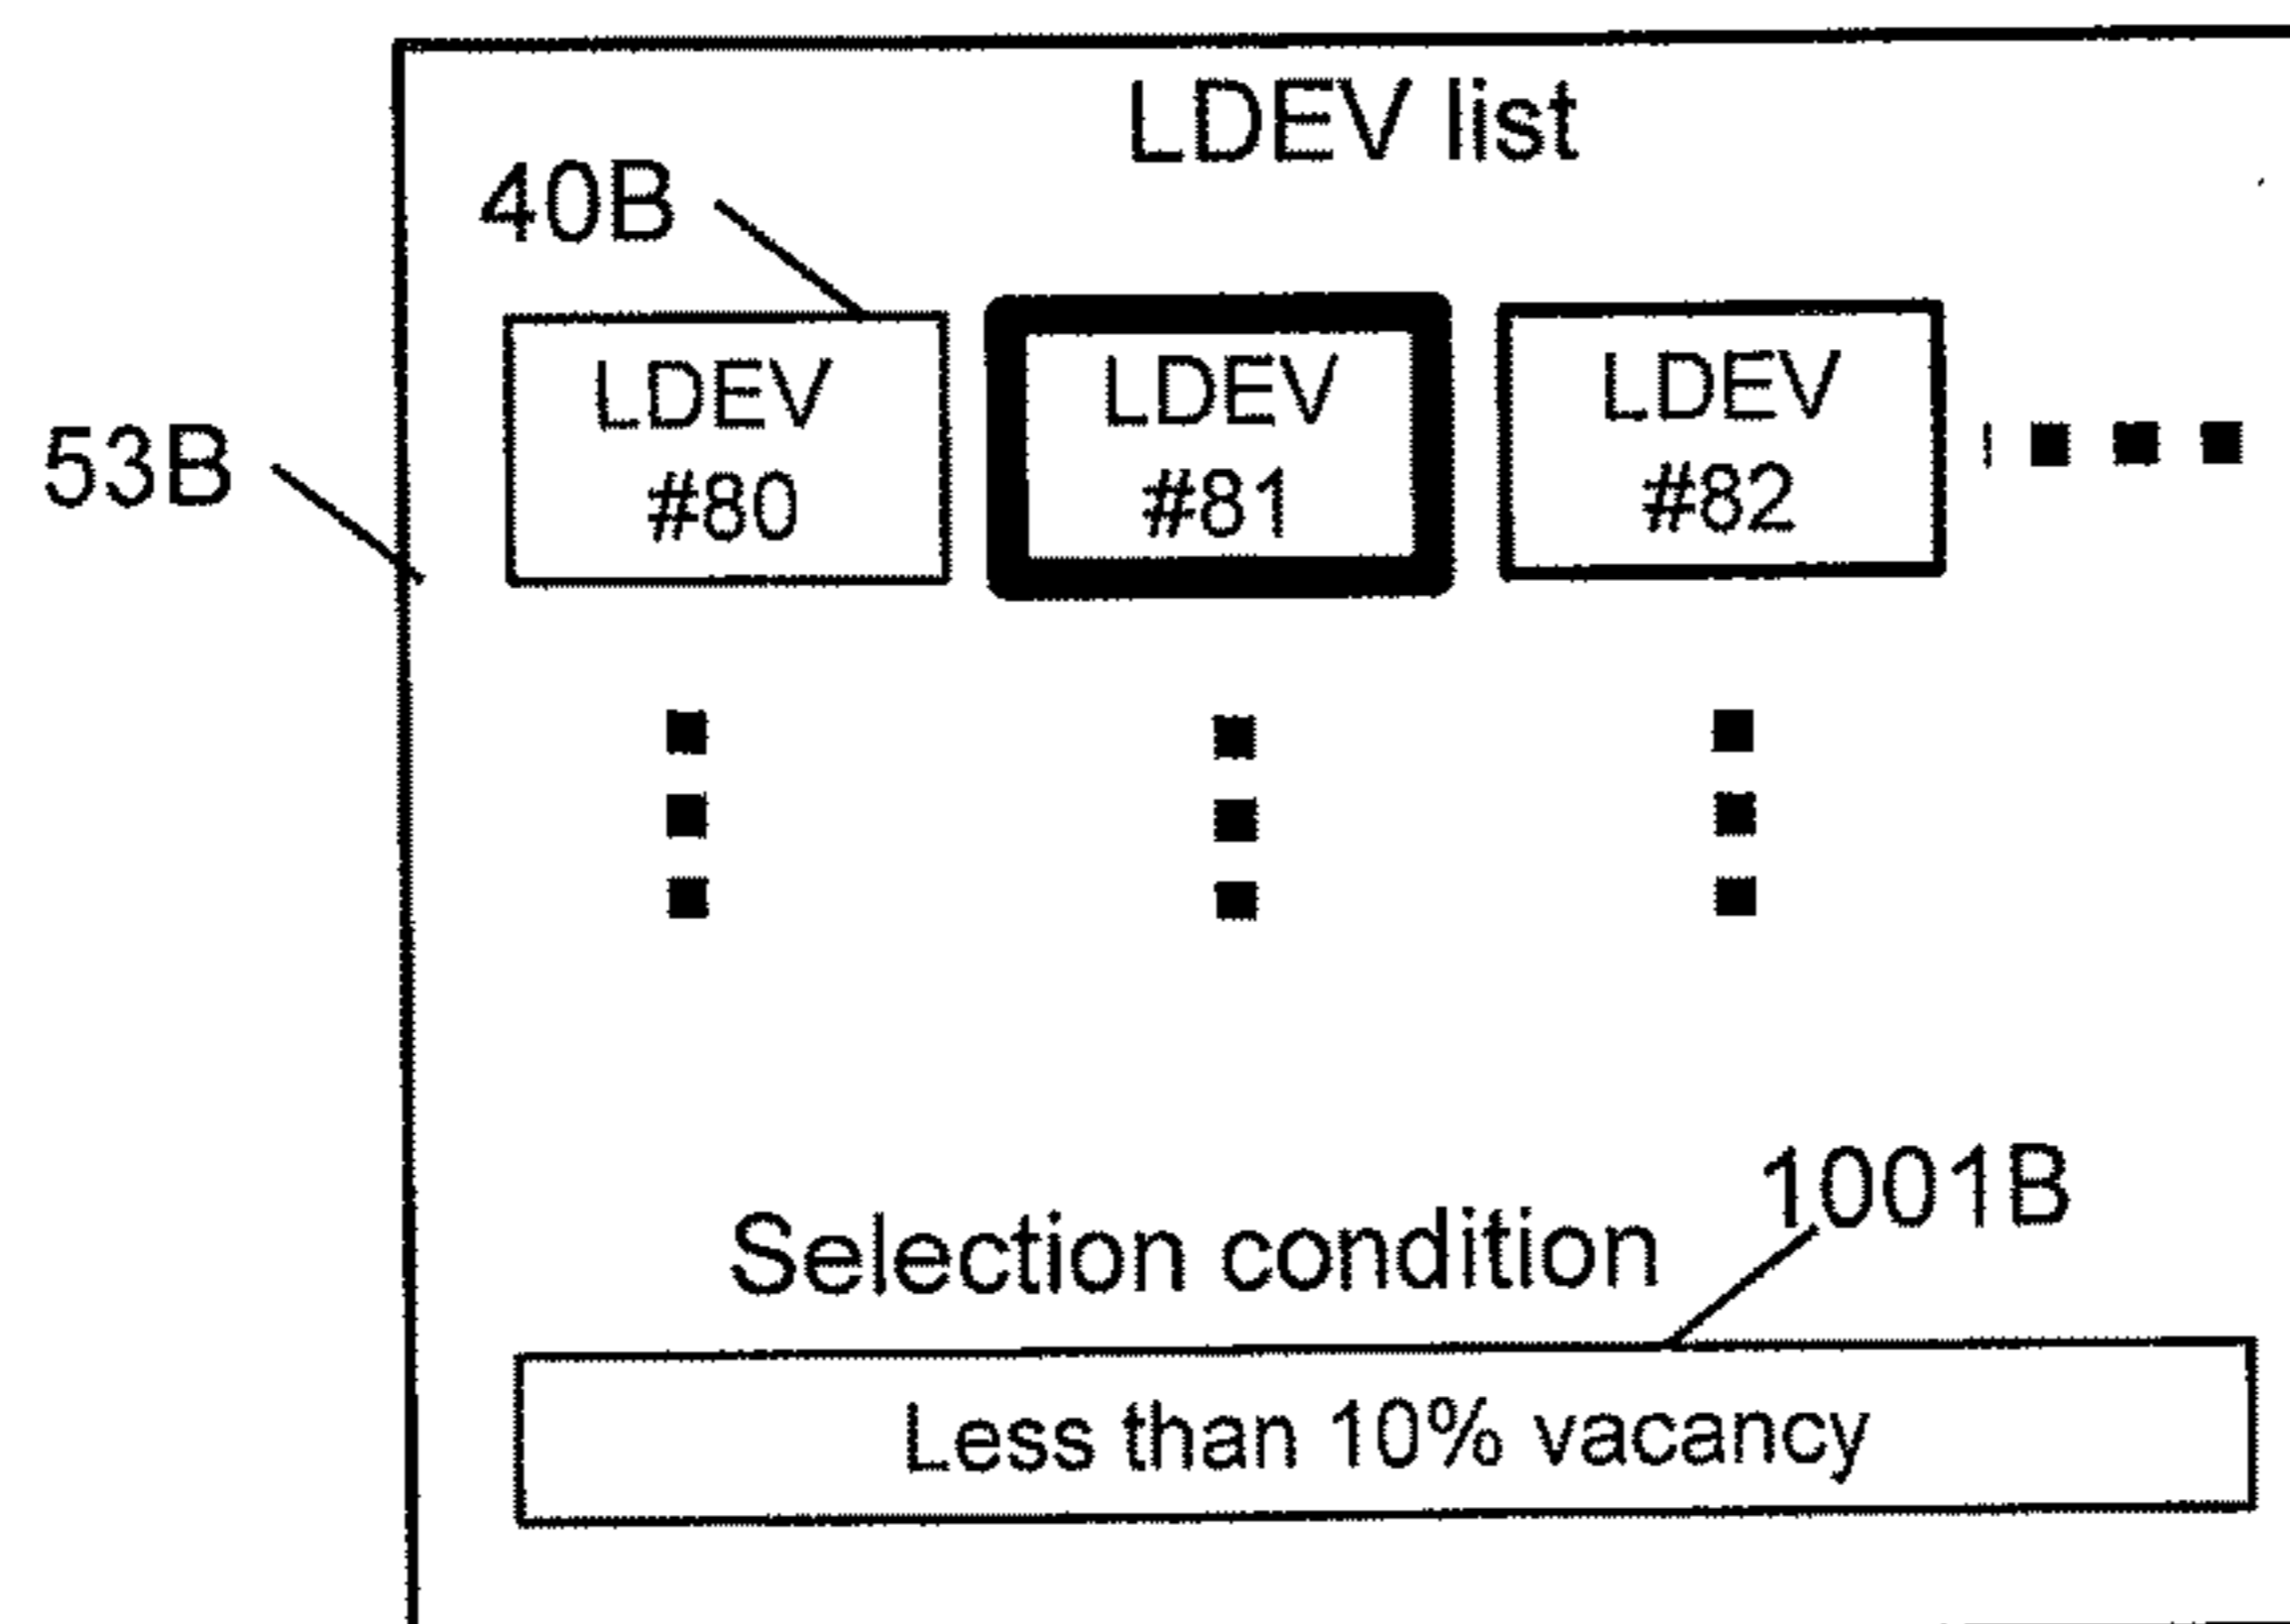 LDEV list
40B
LDEV
#80
LDEV
#81
LDEV
#82
53B
1001B
Selection condition
Less than 10% vacancy